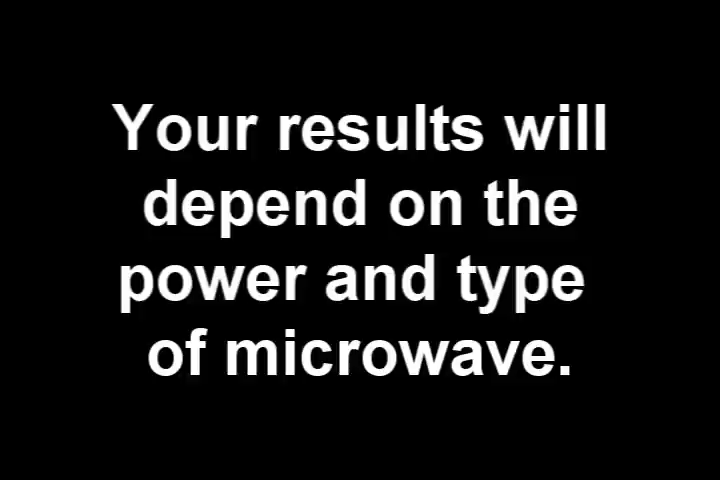 Your results will
depend on the
power and type
of microwave.